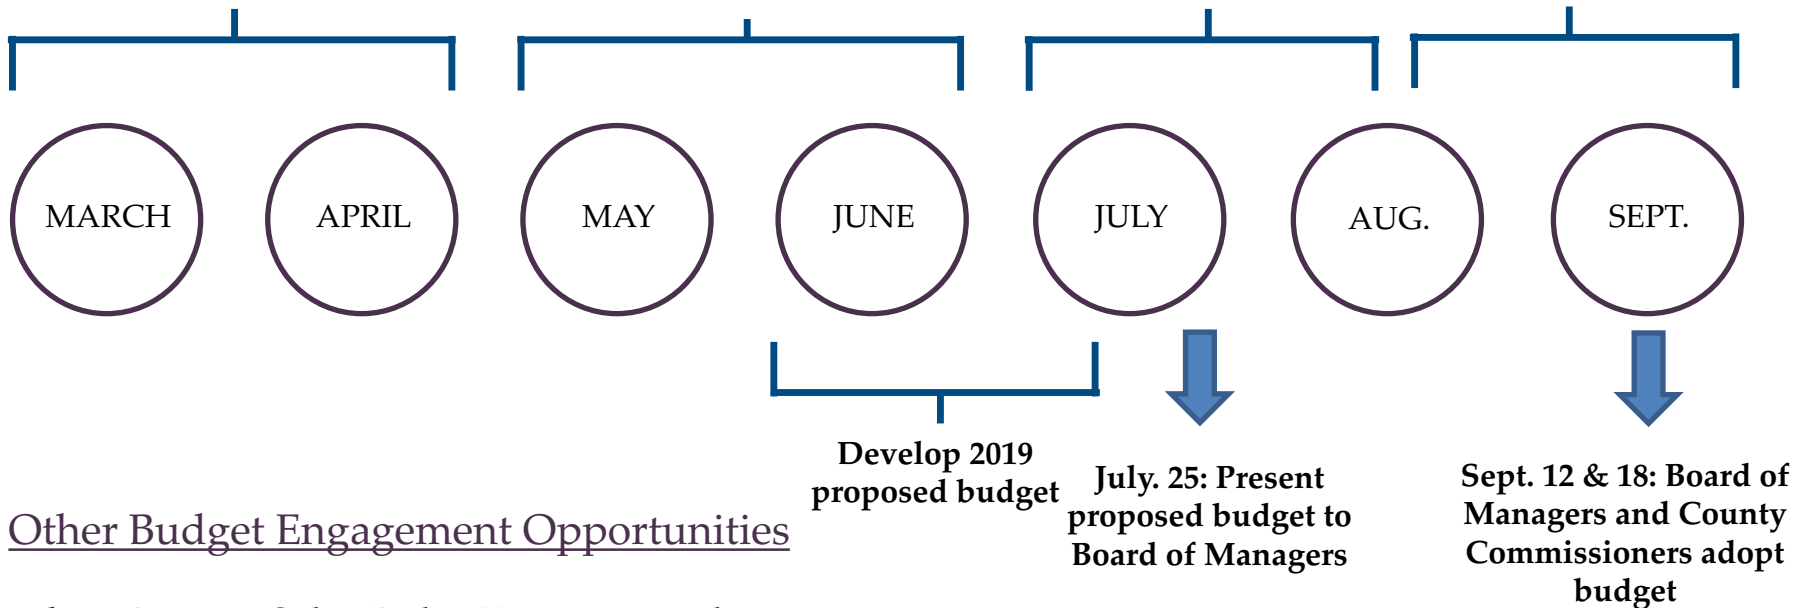 MARCH
APRIL
MAY
JUNE
JULY
AUG.
SEPT.
Develop 2019
proposed budget
July. 25: Present
proposed budget to
Board of Managers
Sept. 12 & 18: Board of
Managers and County
Commissioners adopt
budget
Other Budget Engagement Opportunities